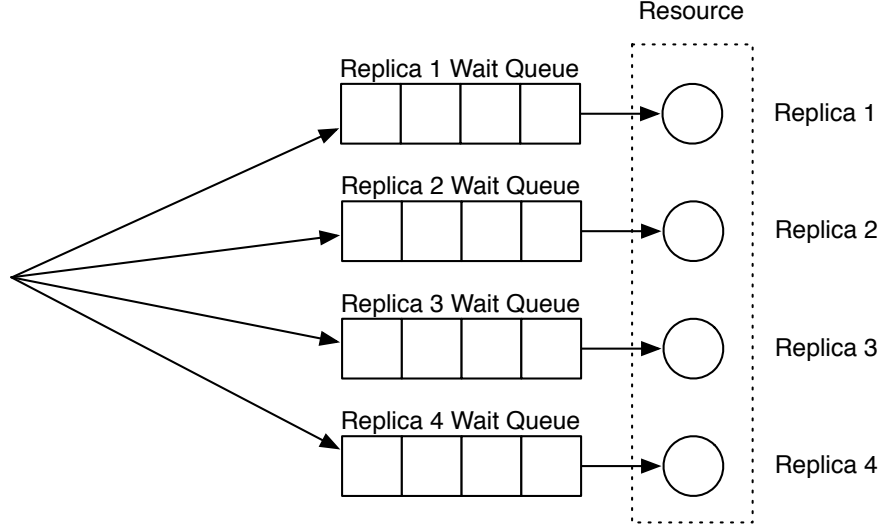 Resource
Replica 1 Wait Queue
Replica 1
Replica 2 Wait Queue
Replica 2
Replica 3 Wait Queue
Replica 3
Replica 4 Wait Queue
Replica 4